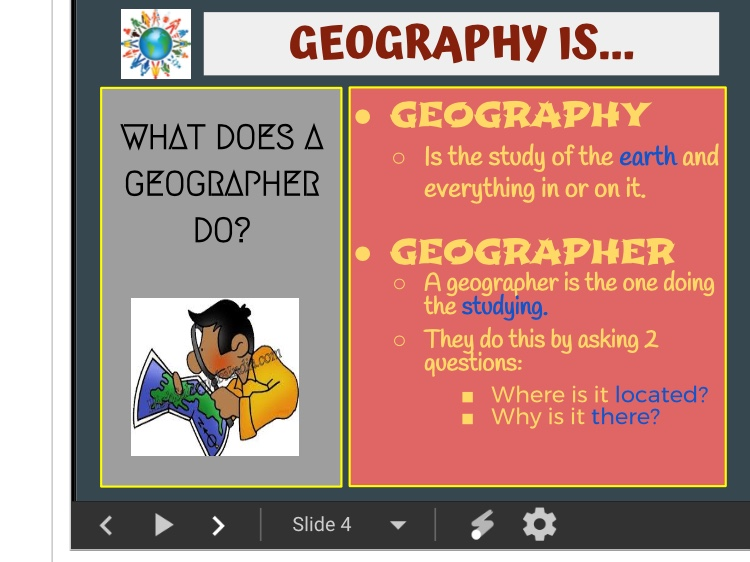 GEOGRAPHY IS...
WHAT DOES A
GEOGRAPHER
DO?
GEOGRAPHY
Is the study of the earth and
everything in or on it.
GEOGRAPHER
A geographer is the one doing
the studying.
They do this by asking 2
questions:
Where is it located?
Why is it there?
Slide 4